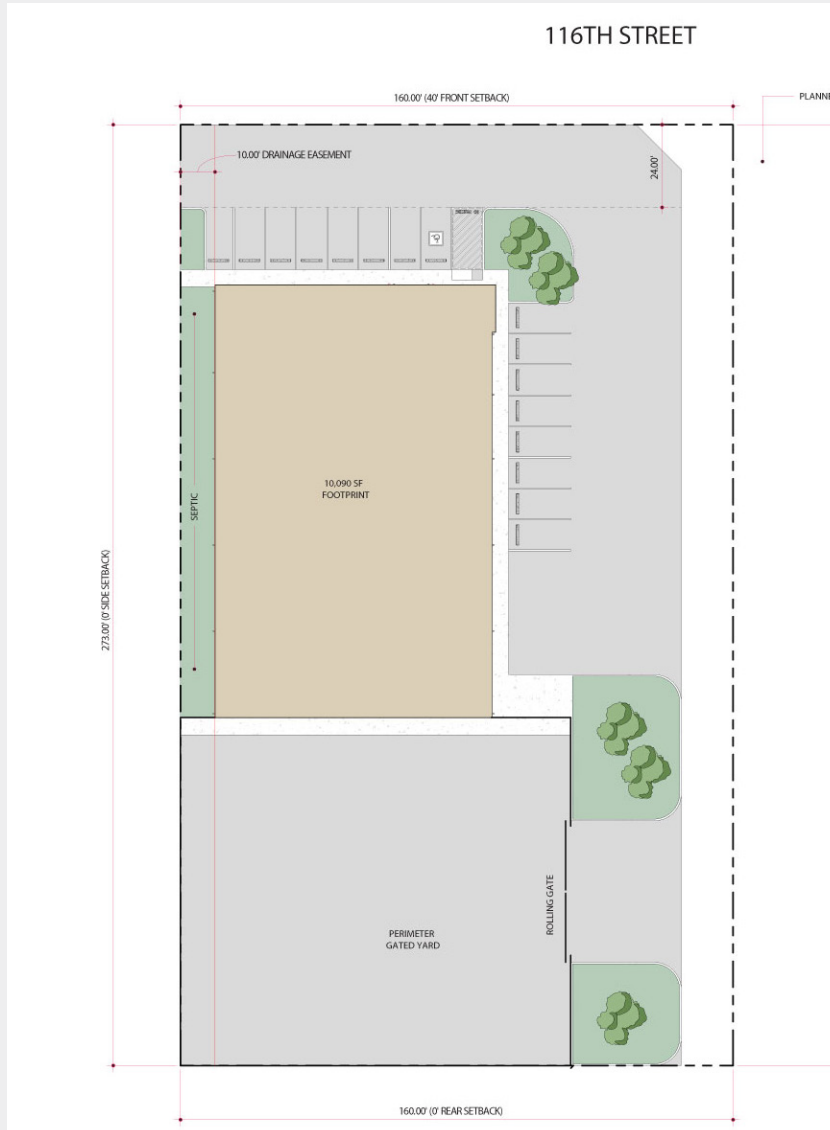 116TH STREET
160.00' (40' FRONT SETBACK)
PLANNE
10.00' DRAINAGE EASEMENT
24.00'
10,090 SF
FOOTPRINT
SEPTIC
273.00' (0' SIDE SETBACK)
ROLLING GATE
PERIMETER
GATED YARD
160.00' (0' REAR SETBACK)